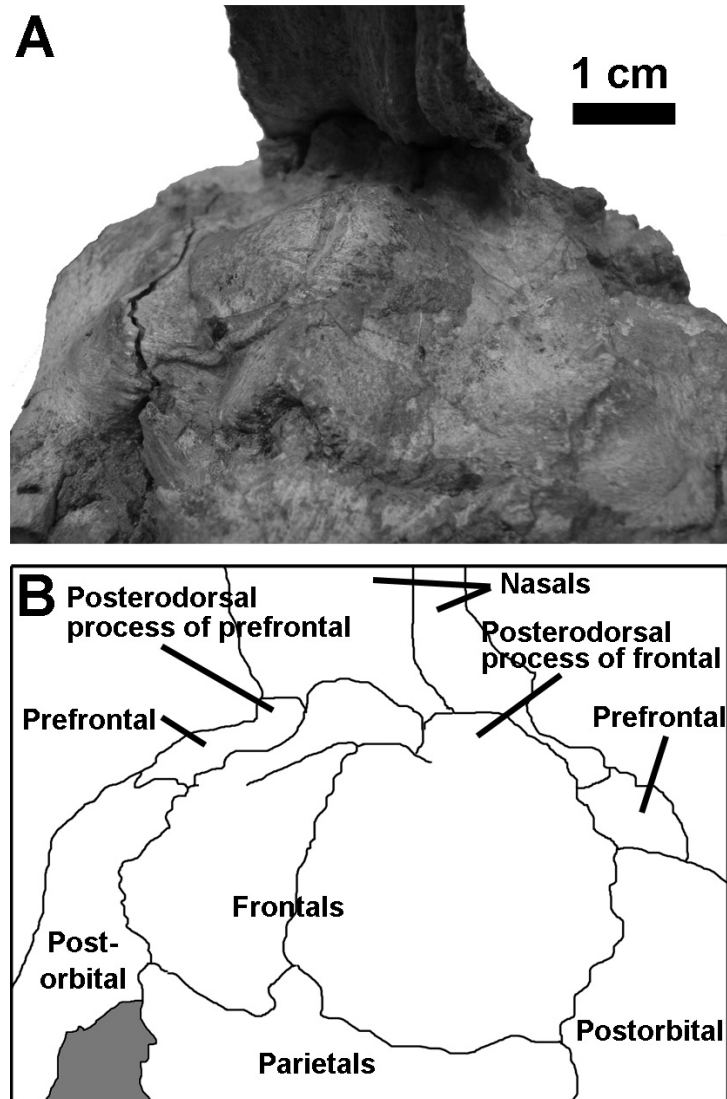 A
1 cm
B
Posterodorsal
process of prefrontal
Nasals
Posterodorsal
process of frontal
Prefrontal
Prefrontal
Frontals
Post-
orbital
Postorbital
Parietals